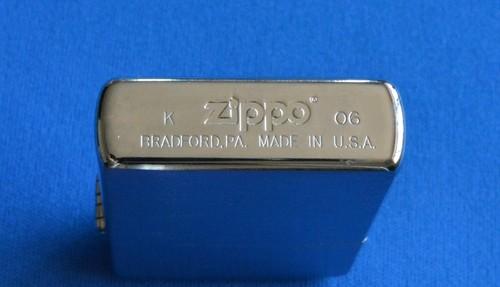 K Zippo® 06
BRADFORD, PA. MADE IN U.S.A.